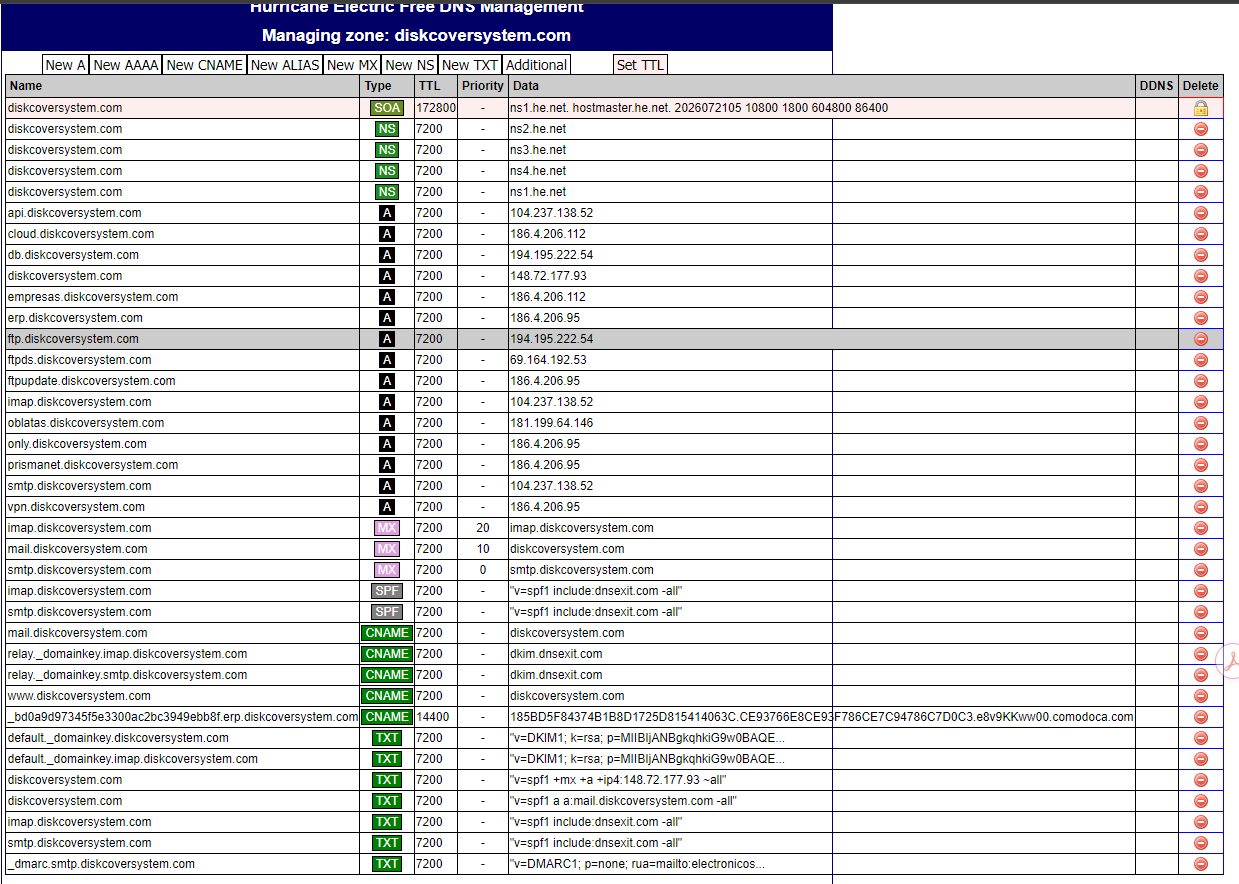 Hurricane Electric Free DNS Management
Managing zone: diskcoversystem.com
New A New AAAA New CNAME New ALIAS New MX New NS New TXT Additional Set TTL
Name Type TTL Priority Data DDNS Delete
diskcoversystem.com SOA 172800 - ns1.he.net. hostmaster.he.net. 2026072105 10800 1800 604800 86400
diskcoversystem.com NS 7200 - ns2.he.net
diskcoversystem.com NS 7200 - ns3.he.net
diskcoversystem.com NS 7200 - ns4.he.net
diskcoversystem.com NS 7200 - ns1.he.net
api.diskcoversystem.com A 7200 - 104.237.138.52
cloud.diskcoversystem.com A 7200 - 186.4.206.112
db.diskcoversystem.com A 7200 - 194.195.222.54
diskcoversystem.com A 7200 - 148.72.177.93
empresas.diskcoversystem.com A 7200 - 186.4.206.112
erp.diskcoversystem.com A 7200 - 186.4.206.95
ftp.diskcoversystem.com A 7200 - 194.195.222.54
ftpds.diskcoversystem.com A 7200 - 69.164.192.53
ftpupdate.diskcoversystem.com A 7200 - 186.4.206.95
imap.diskcoversystem.com A 7200 - 104.237.138.52
oblatas.diskcoversystem.com A 7200 - 181.199.64.146
only.diskcoversystem.com A 7200 - 186.4.206.95
prismanet.diskcoversystem.com A 7200 - 186.4.206.95
smtp.diskcoversystem.com A 7200 - 104.237.138.52
vpn.diskcoversystem.com A 7200 - 186.4.206.95
imap.diskcoversystem.com MX 7200 20 imap.diskcoversystem.com
mail.diskcoversystem.com MX 7200 10 diskcoversystem.com
smtp.diskcoversystem.com MX 7200 0 smtp.diskcoversystem.com
imap.diskcoversystem.com SPF 7200 - "v=spf1 include:dnsexit.com -all"
smtp.diskcoversystem.com SPF 7200 - "v=spf1 include:dnsexit.com -all"
mail.diskcoversystem.com CNAME 7200 - diskcoversystem.com
relay._domainkey.imap.diskcoversystem.com CNAME 7200 - dkim.dnsexit.com
relay._domainkey.smtp.diskcoversystem.com CNAME 7200 - dkim.dnsexit.com
www.diskcoversystem.com CNAME 7200 - diskcoversystem.com
_bd0a9d97345f5e3300ac2bc3949ebb8f.erp.diskcoversystem.com CNAME 14400 - 185BD5F84374B1B8D1725D815414063C.CE93766E8CE93F786CE7C94786C7D0C3.e8v9KKww00.comodoca.com
default._domainkey.diskcoversystem.com TXT 7200 - "v=DKIM1; k=rsa; p=MIIBIjANBgkqhkiG9w0BAQE...
default._domainkey.imap.diskcoversystem.com TXT 7200 - "v=DKIM1; k=rsa; p=MIIBIjANBgkqhkiG9w0BAQE...
diskcoversystem.com TXT 7200 - "v=spf1 +mx +a +ip4:148.72.177.93 ~all"
diskcoversystem.com TXT 7200 - "v=spf1 a a:mail.diskcoversystem.com -all"
imap.diskcoversystem.com TXT 7200 - "v=spf1 include:dnsexit.com -all"
smtp.diskcoversystem.com TXT 7200 - "v=spf1 include:dnsexit.com -all"
_dmarc.smtp.diskcoversystem.com TXT 7200 - "v=DMARC1; p=none; rua=mailto:electronicos...